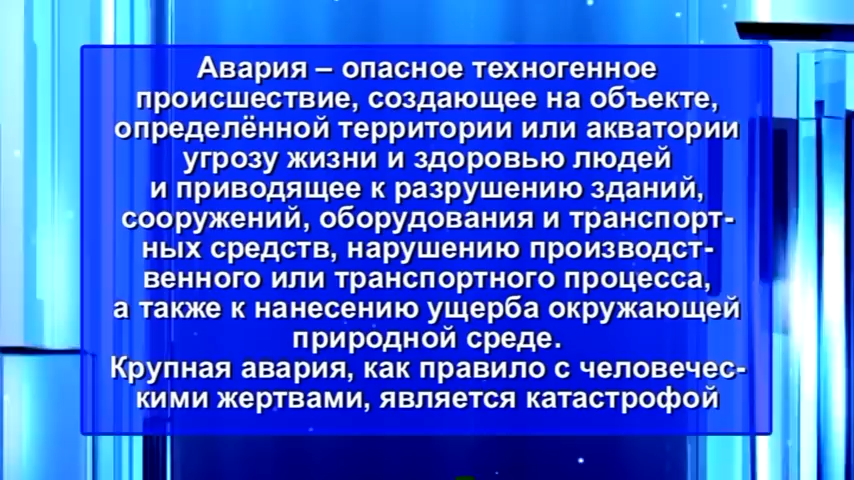 Авария – опасное техногенное
происшествие, создающее на объекте,
определённой территории или акватории
угрозу жизни и здоровью людей
и приводящее к разрушению зданий,
сооружений, оборудования и транспорт-
ных средств, нарушению производст-
венного или транспортного процесса,
а также к нанесению ущерба окружающей
природной среде.
Крупная авария, как правило с человечес-
кими жертвами, является катастрофой